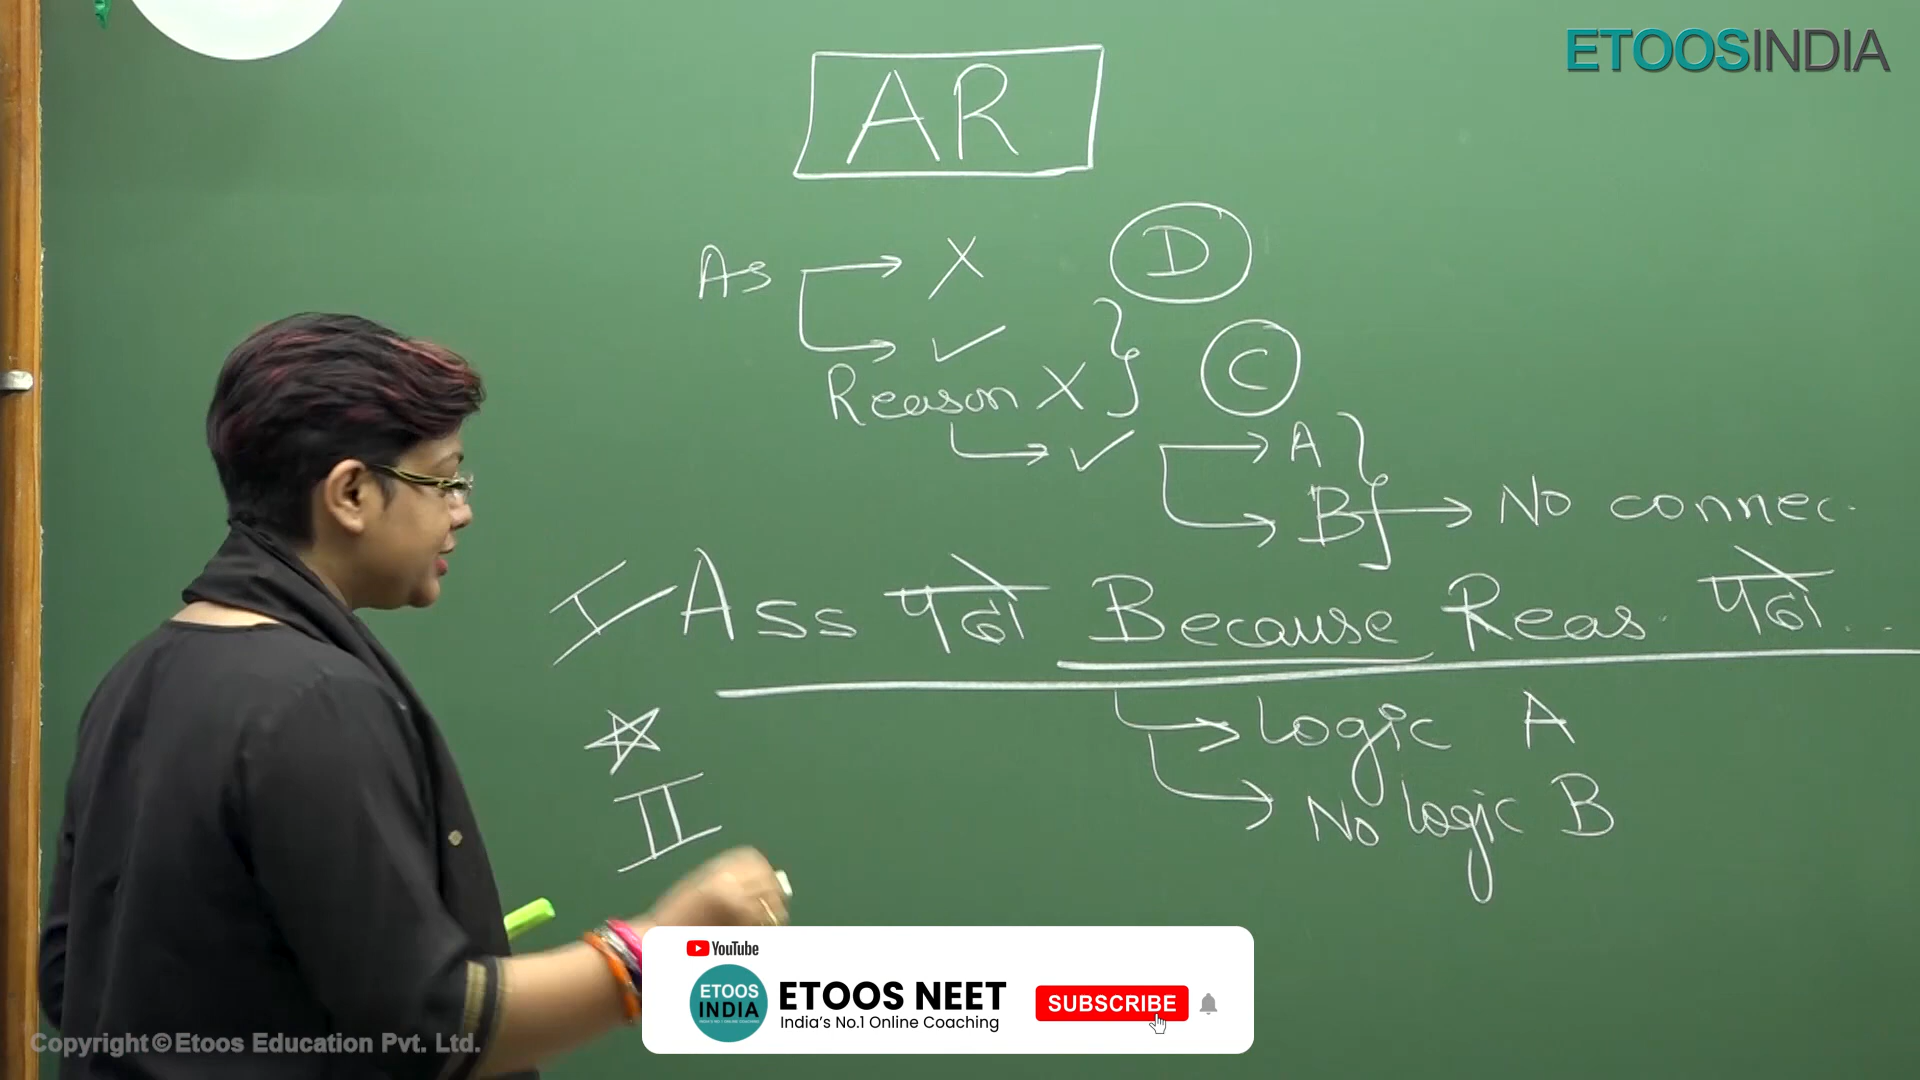 ETOOSINDIA
AR
As
D
Reason X
C
A
B → No connec.
I Ass पढो Because Reas. पढो..
Logic A
No logic B
II
YouTube
ETOOS
INDIA
ETOOS NEET
India's No.1 Online Coaching
SUBSCRIBE
Copyright © Etoos Education Pvt. Ltd.